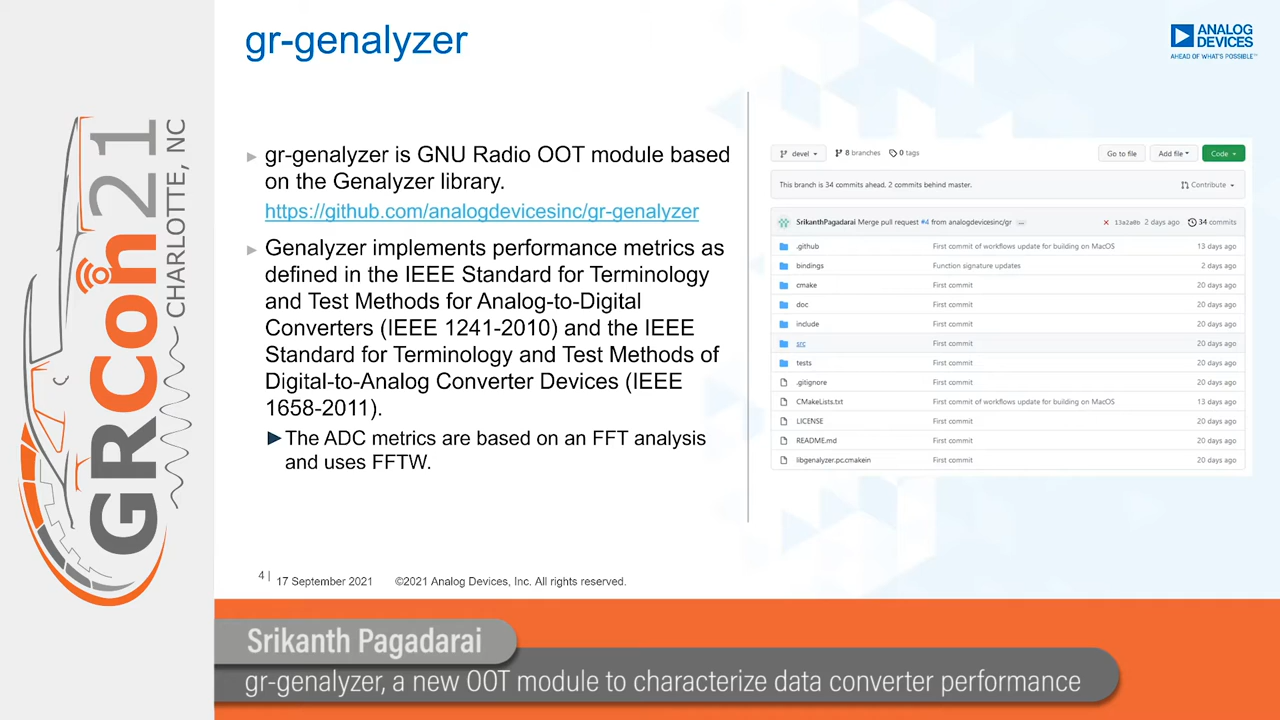 gr-genalyzer
ANALOG
DEVICES
AHEAD OF WHAT'S POSSIBLE™
GRCon21
CHARLOTTE, NC
gr-genalyzer is GNU Radio OOT module based
on the Genalyzer library.
https://github.com/analogdevicesinc/gr-genalyzer
Genalyzer implements performance metrics as
defined in the IEEE Standard for Terminology
and Test Methods for Analog-to-Digital
Converters (IEEE 1241-2010) and the IEEE
Standard for Terminology and Test Methods of
Digital-to-Analog Converter Devices (IEEE
1658-2011).
The ADC metrics are based on an FFT analysis
and uses FFTW.
devel 8 branches 0 tags Go to file Add file Code
This branch is 34 commits ahead, 2 commits behind master. Contribute
SrikanthPagadarai Merge pull request #4 from analogdevicesinc/gr ... 13a2a0b 2 days ago 34 commits
.github First commit of workflows update for building on MacOS 13 days ago
bindings Function signature updates 2 days ago
cmake First commit 20 days ago
doc First commit 20 days ago
include First commit 20 days ago
src First commit 20 days ago
tests First commit 20 days ago
.gitignore First commit 20 days ago
CMakeLists.txt First commit of workflows update for building on MacOS 13 days ago
LICENSE First commit 20 days ago
README.md First commit 20 days ago
libgenalyzer.pc.cmakein First commit 20 days ago
4 | 17 September 2021 ©2021 Analog Devices, Inc. All rights reserved.
Srikanth Pagadarai
gr-genalyzer, a new OOT module to characterize data converter performance